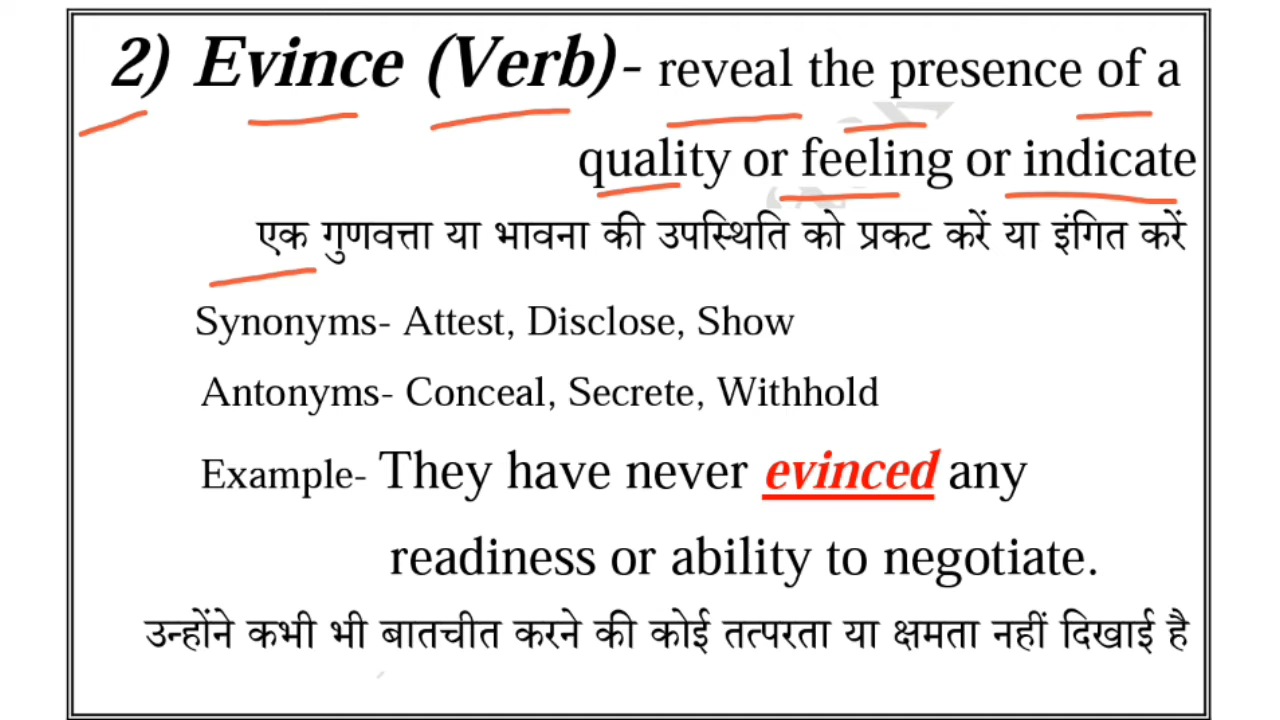 2) Evince (Verb)- reveal the presence of a
quality or feeling or indicate
एक गुणवत्ता या भावना की उपस्थिति को प्रकट करें या इंगित करें
Synonyms- Attest, Disclose, Show
Antonyms- Conceal, Secrete, Withhold
Example- They have never evinced any
readiness or ability to negotiate.
उन्होंने कभी भी बातचीत करने की कोई तत्परता या क्षमता नहीं दिखाई है